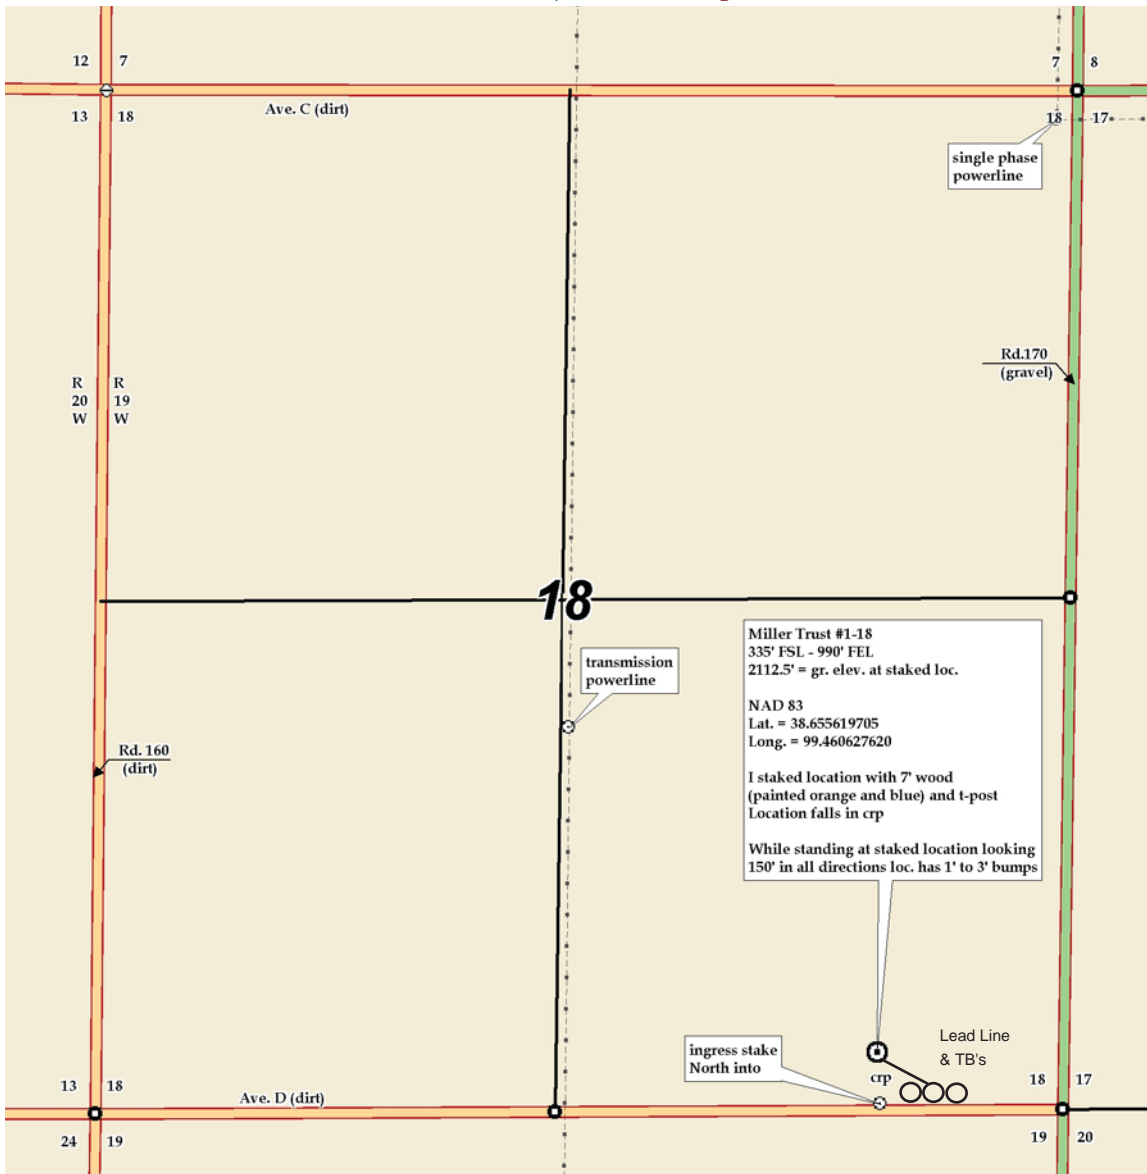 12 7
7 8
13 18
Ave. C (dirt)
18 17
single phase
powerline
Rd.170
(gravel)
R R
20 19
W W
18
Miller Trust #1-18
335' FSL - 990' FEL
2112.5' = gr. elev. at staked loc.
NAD 83
Lat. = 38.655619705
Long. = 99.460627620
I staked location with 7' wood
(painted orange and blue) and t-post
Location falls in crp
While standing at staked location looking
150' in all directions loc. has 1' to 3' bumps
transmission
powerline
Rd. 160
(dirt)
ingress stake
North into
crp
Lead Line
& TB's
13 18
18 17
Ave. D (dirt)
24 19
19 20